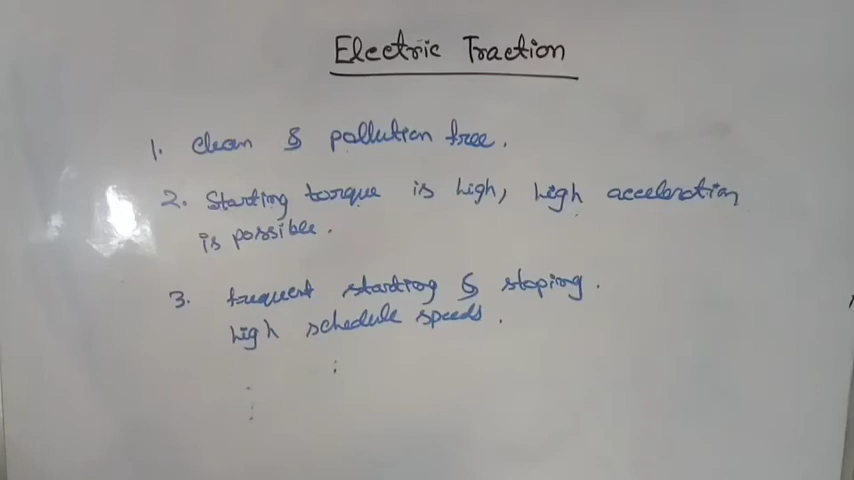 Electric Traction
1. Clean & pollution free.
2. Starting torque is high, high acceleration
is possible.
3. frequent starting & stoping.
high schedule speeds.